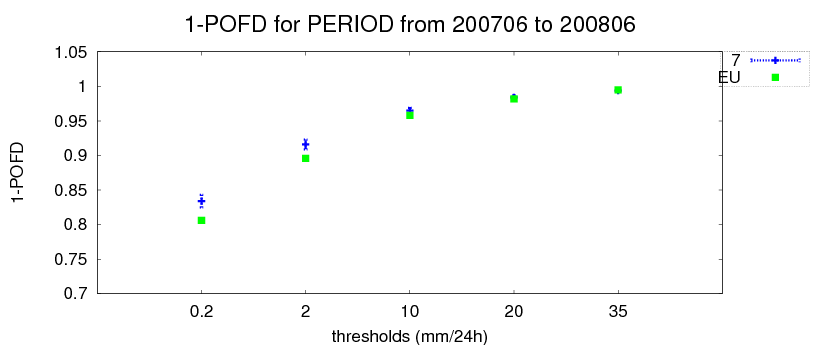 1-POFD for PERIOD from 200706 to 200806
1.05
1
0.95
0.9
0.85
0.8
0.75
0.7
1-POFD
0.2 2 10 20 35
thresholds (mm/24h)
7
EU